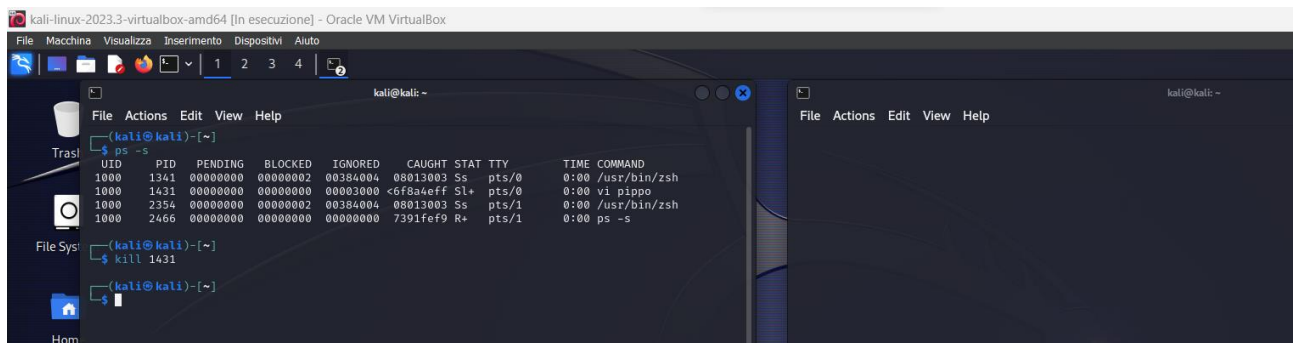 kali-linux-2023.3-virtualbox-amd64 [In esecuzione] - Oracle VM VirtualBox
File Macchina Visualizza Inserimento Dispositivi Aiuto
1 2 3 4
2
kali@kali: ~
File Actions Edit View Help
(kali㉿kali)-[~]
$ ps -s
UID PID PENDING BLOCKED IGNORED CAUGHT STAT TTY TIME COMMAND
1000 1341 00000000 00000002 00384004 08013003 Ss pts/0 0:00 /usr/bin/zsh
1000 1431 00000000 00000000 00003000 <6f8a4eff Sl+ pts/0 0:00 vi pippo
1000 2354 00000000 00000002 00384004 08013003 Ss pts/1 0:00 /usr/bin/zsh
1000 2466 00000000 00000000 00000000 7391fef9 R+ pts/1 0:00 ps -s
(kali㉿kali)-[~]
$ kill 1431
(kali㉿kali)-[~]
$
kali@kali: ~
File Actions Edit View Help
Trash
File Sys
Hom